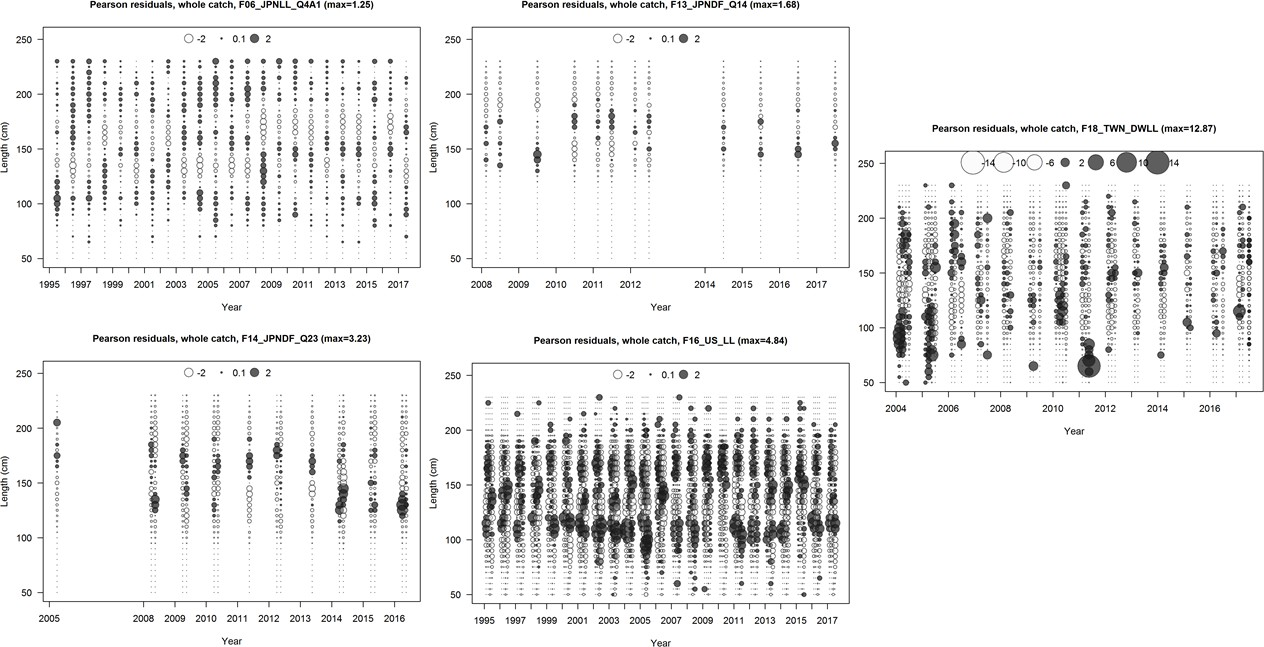 Pearson residuals, whole catch, F06_JPNLL_Q4A1 (max=1.25)
-2 0.1 2
250
200
150
100
50
Length (cm)
1995 1997 1999 2001 2003 2005 2007 2009 2011 2013 2015 2017
Year
Pearson residuals, whole catch, F13_JPNDF_Q14 (max=1.68)
-2 0.1 2
250
200
150
100
50
Length (cm)
2008 2009 2010 2011 2012 2014 2015 2016 2017
Year
Pearson residuals, whole catch, F18_TWN_DWLL (max=12.87)
-14 -10 -6 2 6 10 14
250
200
150
100
50
Length (cm)
2004 2006 2008 2010 2012 2014 2016
Year
Pearson residuals, whole catch, F14_JPNDF_Q23 (max=3.23)
-2 0.1 2
250
200
150
100
50
Length (cm)
2005 2008 2009 2010 2011 2012 2013 2014 2015 2016
Year
Pearson residuals, whole catch, F16_US_LL (max=4.84)
-2 0.1 2
250
200
150
100
50
Length (cm)
1995 1997 1999 2001 2003 2005 2007 2009 2011 2013 2015 2017
Year